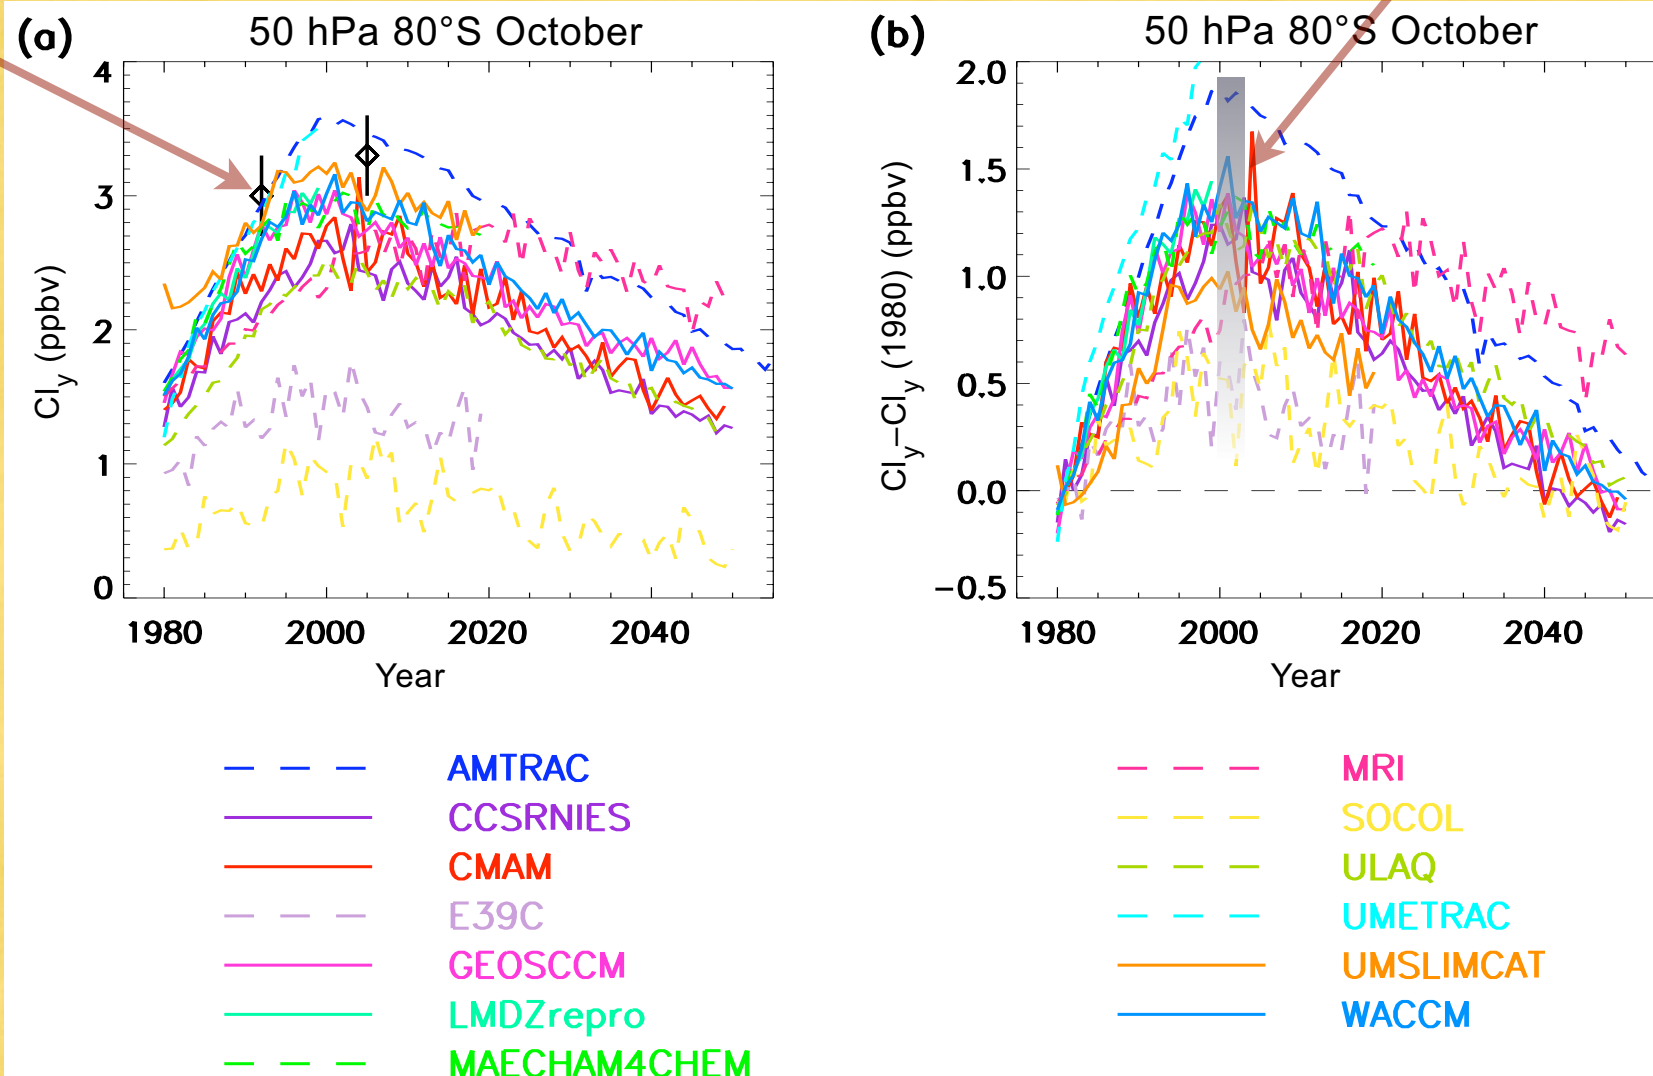 (a)
50 hPa 80°S October
4
3
2
1
0
Cly (ppbv)
1980 2000 2020 2040
Year
(b)
50 hPa 80°S October
2.0
1.5
1.0
0.5
0.0
−0.5
Cly−Cly (1980) (ppbv)
1980 2000 2020 2040
Year
AMTRAC
CCSRNIES
CMAM
E39C
GEOSCCM
LMDZrepro
MAECHAM4CHEM
MRI
SOCOL
ULAQ
UMETRAC
UMSLIMCAT
WACCM